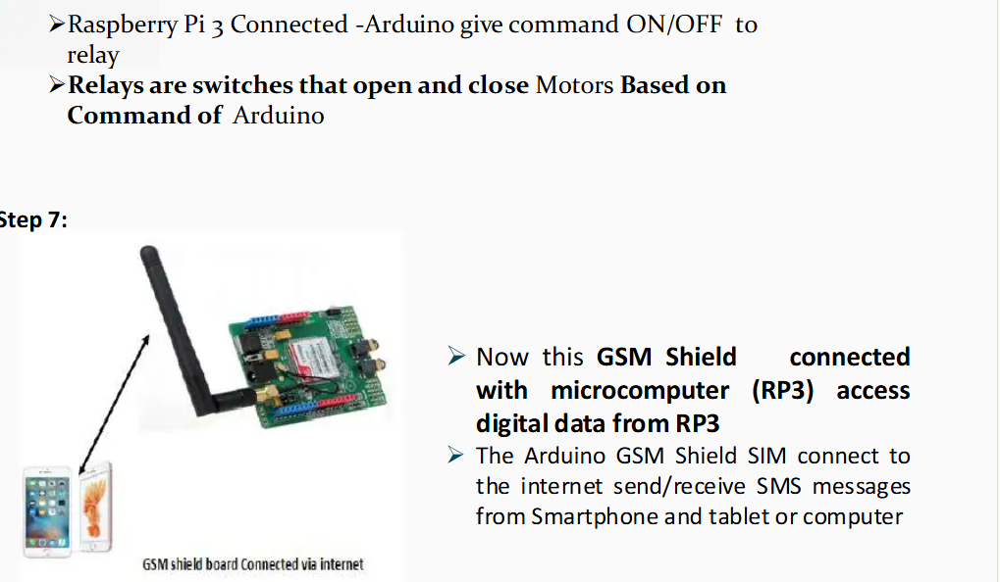 ➢Raspberry Pi 3 Connected -Arduino give command ON/OFF to
relay
➢Relays are switches that open and close Motors Based on
Command of Arduino
Step 7:
➢ Now this GSM Shield connected
with microcomputer (RP3) access
digital data from RP3
➢ The Arduino GSM Shield SIM connect to
the internet send/receive SMS messages
from Smartphone and tablet or computer
GSM shield board Connected via internet